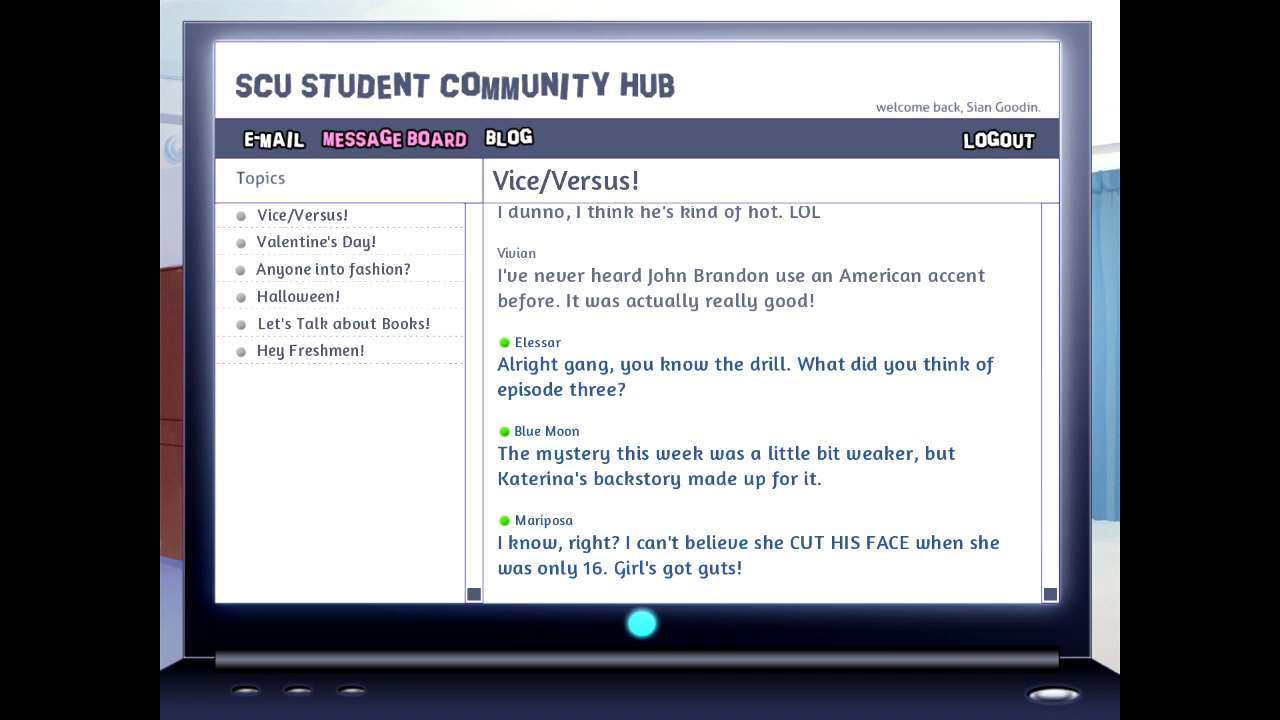 SCU STUDENT COMMUNITY HUB
welcome back, Sian Goodin.
E-MAIL MESSAGE BOARD BLOG LOGOUT
Topics
Vice/Versus!
Valentine's Day!
Anyone into fashion?
Halloween!
Let's Talk about Books!
Hey Freshmen!
Vice/Versus!
I dunno, I think he's kind of hot. LOL
Vivian
I've never heard John Brandon use an American accent
before. It was actually really good!
Elessar
Alright gang, you know the drill. What did you think of
episode three?
Blue Moon
The mystery this week was a little bit weaker, but
Katerina's backstory made up for it.
Mariposa
I know, right? I can't believe she CUT HIS FACE when she
was only 16. Girl's got guts!